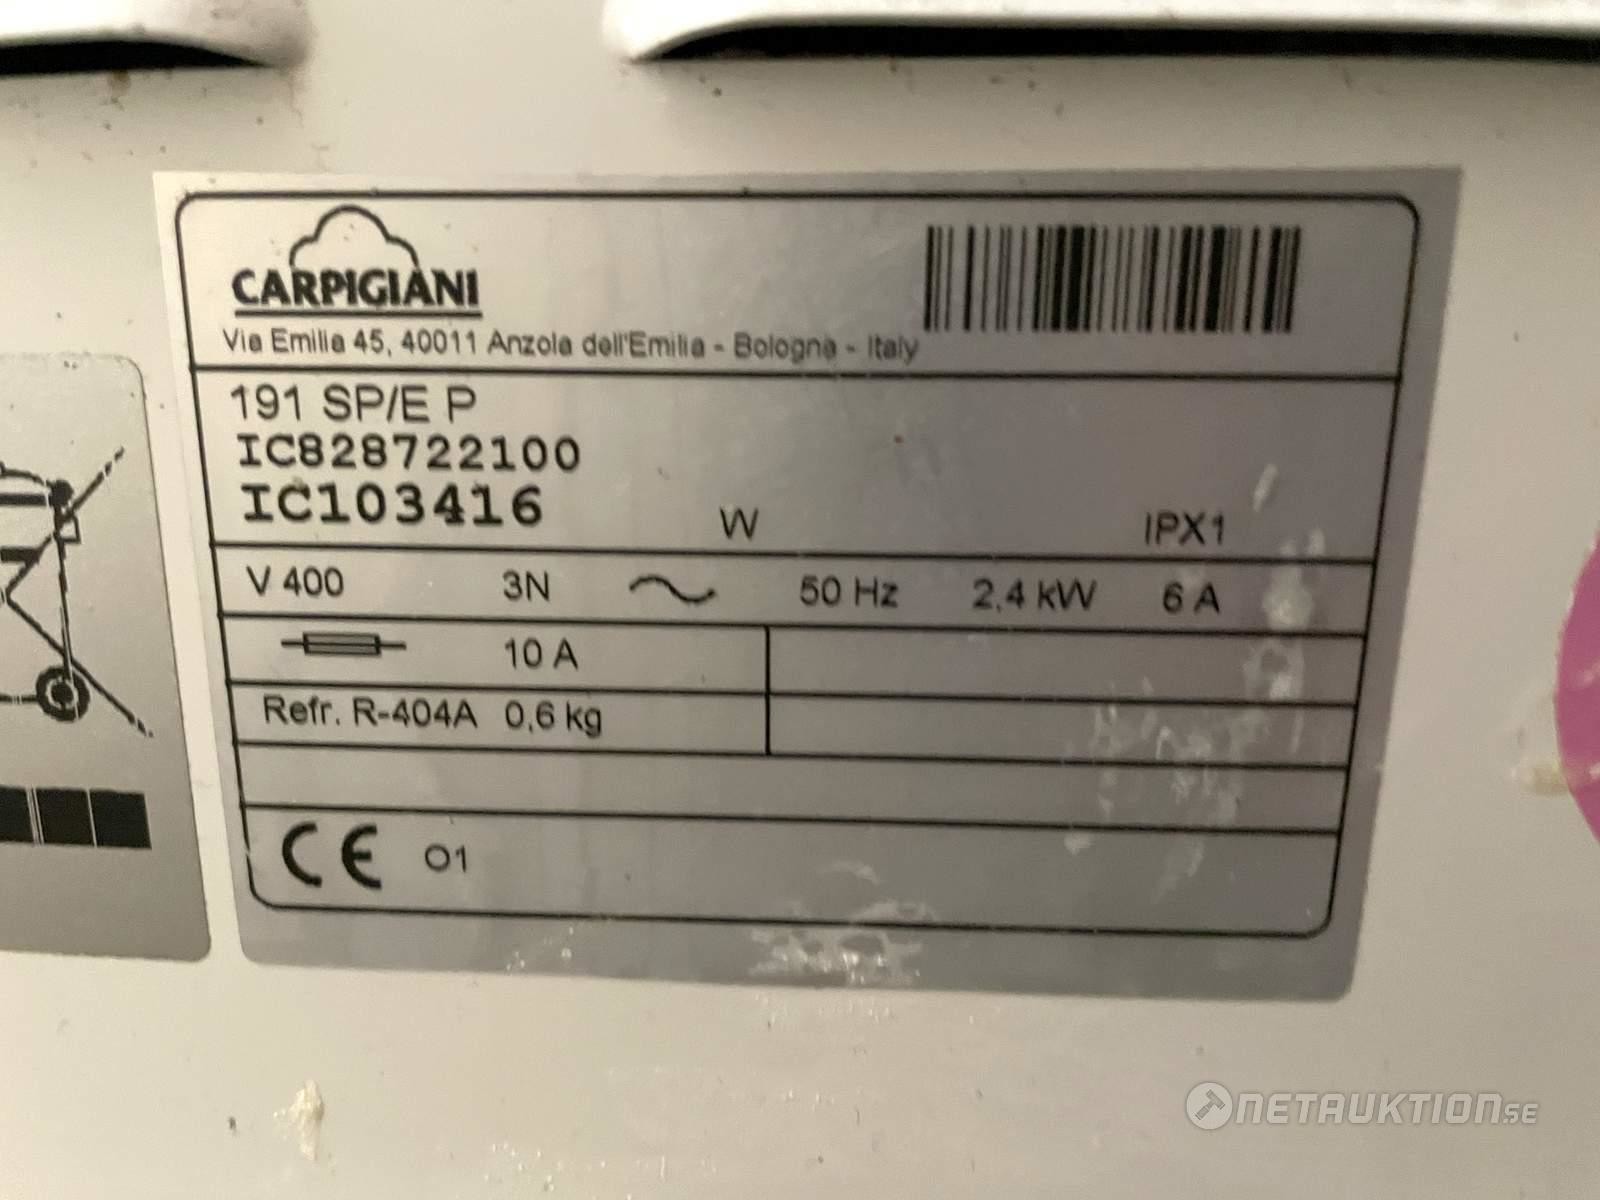 CARPIGIANI
Via Emilia 45, 40011 Anzola dell'Emilia - Bologna - Italy
191 SP/E P
IC828722100
IC103416 W IPX1
V 400 3N 50 Hz 2,4 kW 6 A
10 A
Refr. R-404A 0,6 kg
CE 01
NETAUKTION.SE